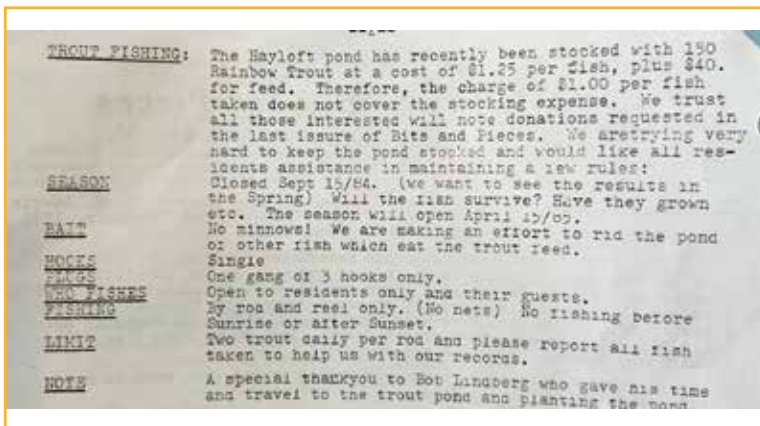 TROUT FISHING: The Hayloft pond has recently been stocked with 150
Rainbow Trout at a cost of $1.25 per fish, plus $40.
for feed. Therefore, the charge of $1.00 per fish
taken does not cover the stocking expense. We trust
all those interested will note donations requested in
the last issure of Bits and Pieces. We aretrying very
hard to keep the pond stocked and would like all res-
idents assistance in maintaining a few rules:
SEASON Closed Sept 15/84. (we want to see the results in
the Spring) Will the fish survive? Have they grown
etc. The season will open April 15/85.
BAIT No minnows! We are making an effort to rid the pond
of other fish which eat the trout feed.
HOCKS Single
PLUGS One gang of 3 hooks only.
WHO FISHES Open to residents only and their guests.
FISHING By rod and reel only. (No nets) No fishing before
Sunrise or after Sunset.
LIMIT Two trout daily per rod and please report all fish
taken to help us with our records.
NOTE A special thankyou to Bob Lindberg who gave his time
and travel to the trout pond and planting the pond